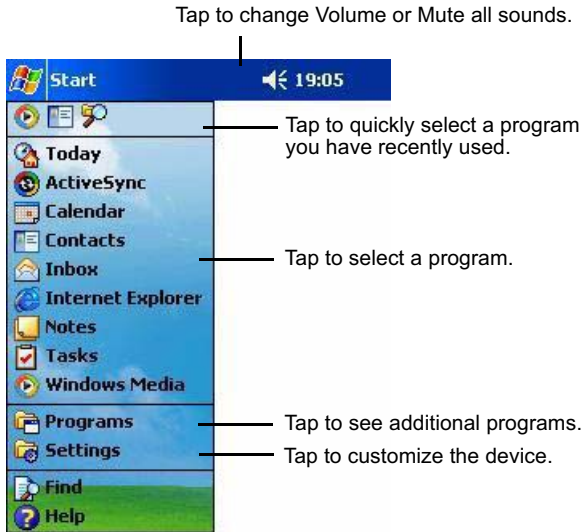 Tap to change Volume or Mute all sounds.
Start 19:05
Tap to quickly select a program
you have recently used.
Today
ActiveSync
Calendar
Contacts
Tap to select a program.
Inbox
Internet Explorer
Notes
Tasks
Windows Media
Programs
Tap to see additional programs.
Settings
Tap to customize the device.
Find
Help